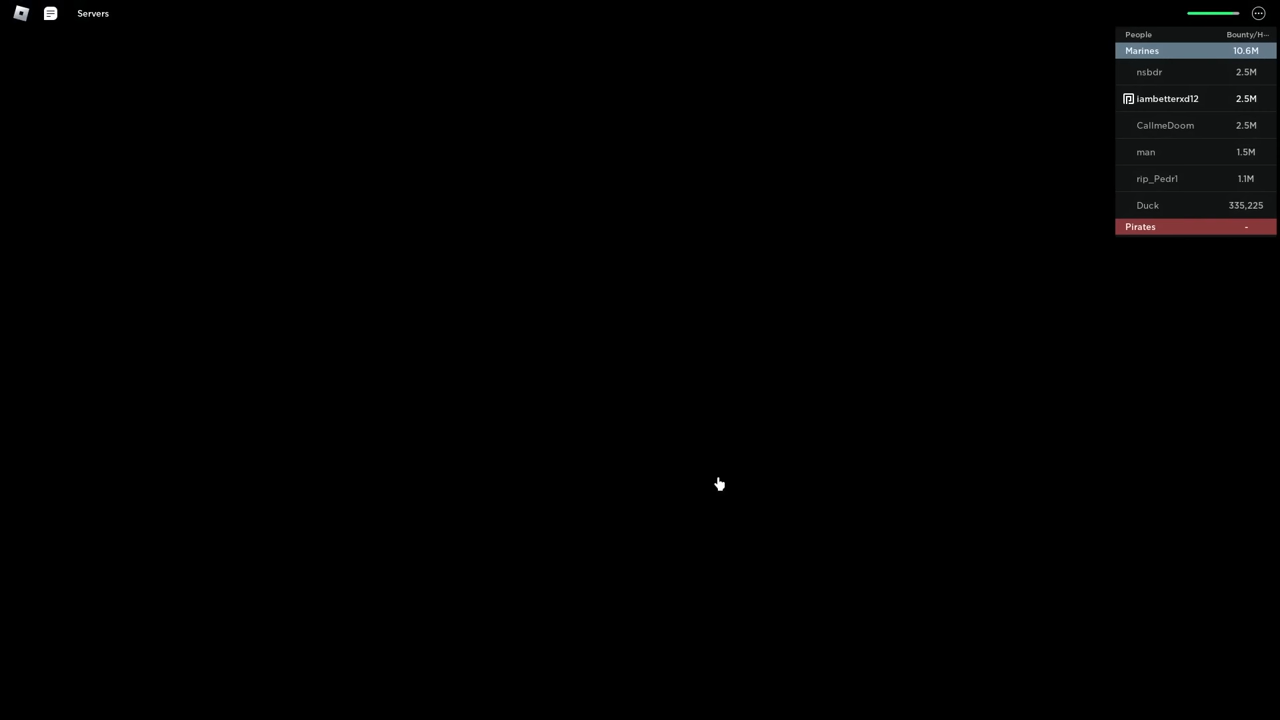 Servers
People Bounty/H...
Marines 10.6M
nsbdr 2.5M
iambetterxd12 2.5M
CallmeDoom 2.5M
man 1.5M
rip_Pedr1 1.1M
Duck 335,225
Pirates -